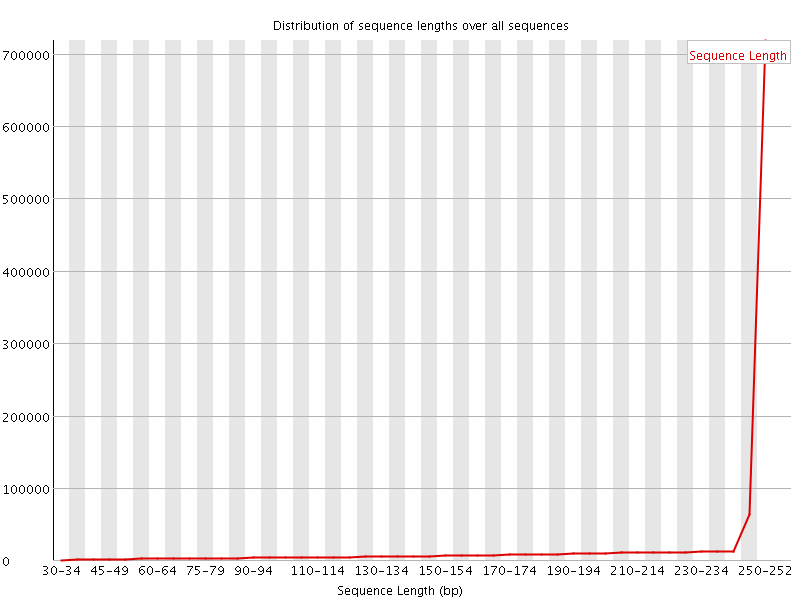 Distribution of sequence lengths over all sequences
Sequence Length
700000
600000
500000
400000
300000
200000
100000
0
30-34 45-49 60-64 75-79 90-94 110-114 130-134 150-154 170-174 190-194 210-214 230-234 250-252
Sequence Length (bp)